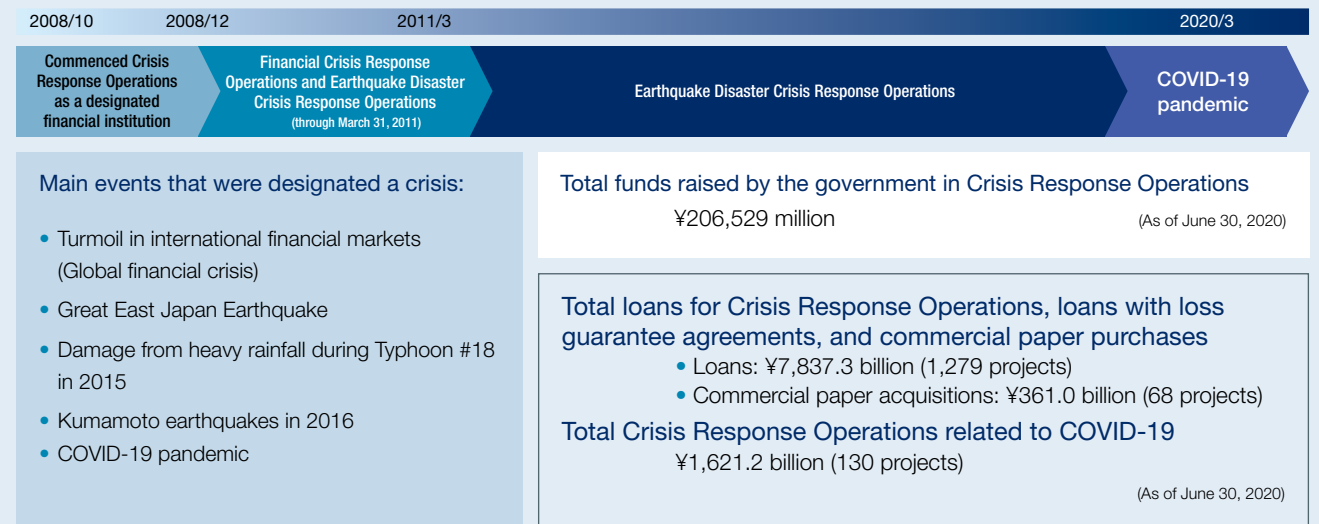 2008/10 2008/12 2011/3 2020/3
Commenced Crisis
Response Operations
as a designated
financial institution
Financial Crisis Response
Operations and Earthquake Disaster
Crisis Response Operations
(through March 31, 2011)
Earthquake Disaster Crisis Response Operations
COVID-19
pandemic
Main events that were designated a crisis:
• Turmoil in international financial markets
(Global financial crisis)
• Great East Japan Earthquake
• Damage from heavy rainfall during Typhoon #18
in 2015
• Kumamoto earthquakes in 2016
• COVID-19 pandemic
Total funds raised by the government in Crisis Response Operations
¥206,529 million (As of June 30, 2020)
Total loans for Crisis Response Operations, loans with loss
guarantee agreements, and commercial paper purchases
• Loans: ¥7,837.3 billion (1,279 projects)
• Commercial paper acquisitions: ¥361.0 billion (68 projects)
Total Crisis Response Operations related to COVID-19
¥1,621.2 billion (130 projects)
(As of June 30, 2020)